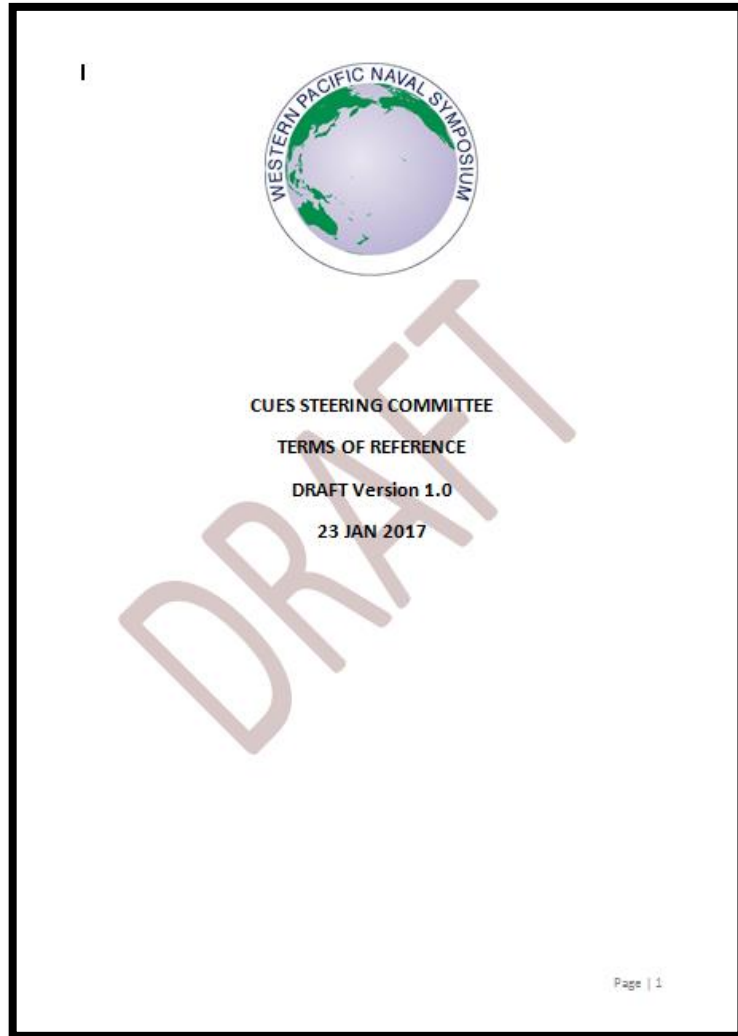 I
WESTERN PACIFIC NAVAL SYMPOSIUM
CUES STEERING COMMITTEE
TERMS OF REFERENCE
DRAFT Version 1.0
23 JAN 2017
DRAFT
Page | 1